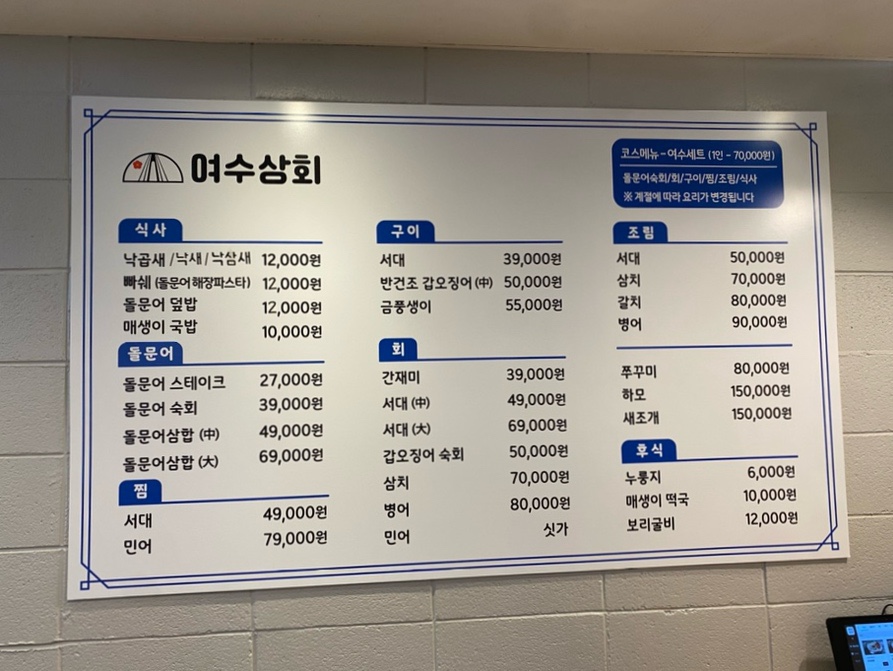 여수상회
코스메뉴-여수세트 (1인 - 70,000원)
돌문어숙회/회/구이/찜/조림/식사
※ 계절에 따라 요리가 변경됩니다
식사
낙곱새 /낙새/낙삼새 12,000원
빠쉐 (돌문어해장파스타) 12,000원
돌문어 덮밥 12,000원
매생이 국밥 10,000원
돌문어
돌문어 스테이크 27,000원
돌문어 숙회 39,000원
돌문어삼합 (中) 49,000원
돌문어삼합 (大) 69,000원
찜
서대 49,000원
민어 79,000원
구이
서대 39,000원
반건조 갑오징어 (中) 50,000원
금풍생이 55,000원
회
간재미 39,000원
서대 (中) 49,000원
서대 (大) 69,000원
갑오징어 숙회 50,000원
삼치 70,000원
병어 80,000원
민어 싯가
조림
서대 50,000원
삼치 70,000원
갈치 80,000원
병어 90,000원
쭈꾸미 80,000원
하모 150,000원
새조개 150,000원
후식
누룽지 6,000원
매생이 떡국 10,000원
보리굴비 12,000원